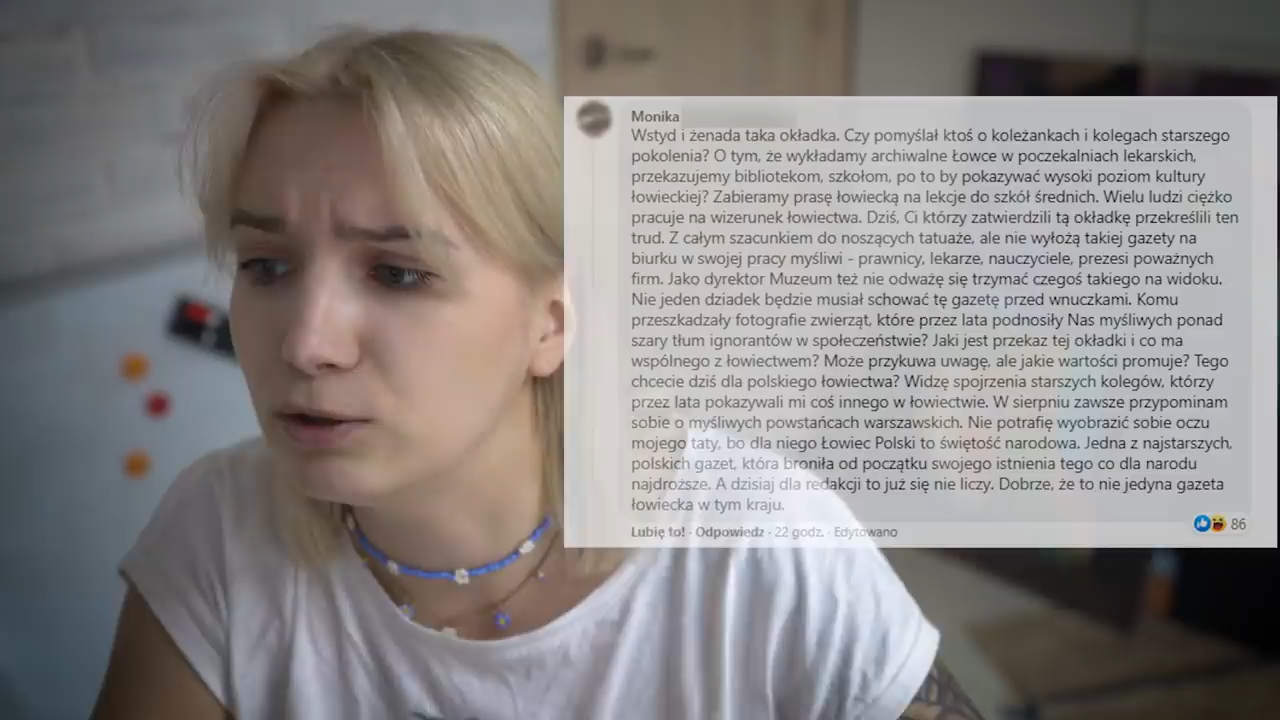 Monika
Wstyd i żenada taka okładka. Czy pomyślał ktoś o koleżankach i kolegach starszego
pokolenia? O tym, że wykładamy archiwalne Łowce w poczekalniach lekarskich,
przekazujemy bibliotekom, szkołom, po to by pokazywać wysoki poziom kultury
łowieckiej? Zabieramy prasę łowiecką na lekcje do szkół średnich. Wielu ludzi ciężko
pracuje na wizerunek łowiectwa. Dziś, Ci którzy zatwierdzili tą okładkę przekreślili ten
trud. Z całym szacunkiem do noszących tatuaże, ale nie wyłożą takiej gazety na
biurku w swojej pracy myśliwi - prawnicy, lekarze, nauczyciele, prezesi poważnych
firm. Jako dyrektor Muzeum też nie odważę się trzymać czegoś takiego na widoku.
Nie jeden dziadek będzie musiał schować tę gazetę przed wnuczkami. Komu
przeszkadzały fotografie zwierząt, które przez lata podnosiły Nas myśliwych ponad
szary tłum ignorantów w społeczeństwie? Jaki jest przekaz tej okładki i co ma
wspólnego z łowiectwem? Może przykuwa uwagę, ale jakie wartości promuje? Tego
chcecie dziś dla polskiego łowiectwa? Widzę spojrzenia starszych kolegów, którzy
przez lata pokazywali mi coś innego w łowiectwie. W sierpniu zawsze przypominam
sobie o myśliwych powstańcach warszawskich. Nie potrafię wyobrazić sobie oczu
mojego taty, bo dla niego Łowiec Polski to świętość narodowa. Jedna z najstarszych,
polskich gazet, która broniła od początku swojego istnienia tego co dla narodu
najdroższe. A dzisiaj dla redakcji to już się nie liczy. Dobrze, że to nie jedyna gazeta
łowiecka w tym kraju.
Lubię to! · Odpowiedz · 22 godz. · Edytowano
86